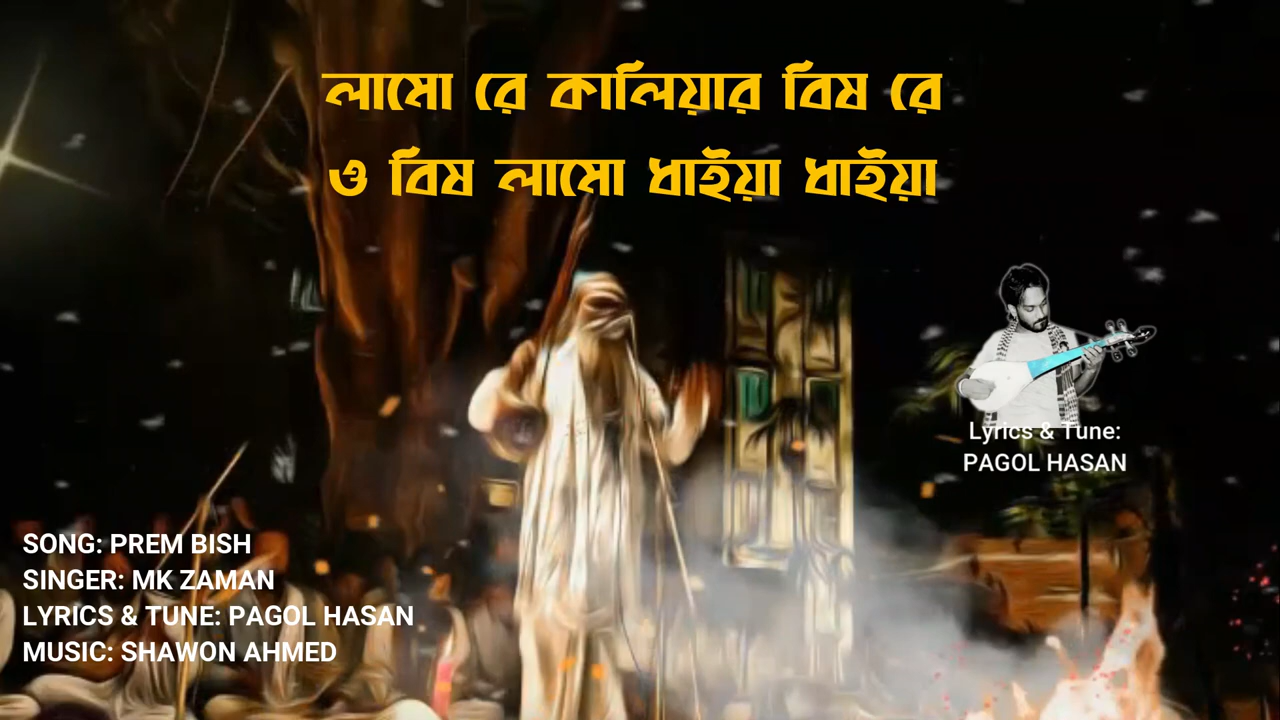 লামো রে কালিয়ার বিষ রে
ও বিষ লামো ধাইয়া ধাইয়া
Lyrics & Tune:
PAGOL HASAN
SONG: PREM BISH
SINGER: MK ZAMAN
LYRICS & TUNE: PAGOL HASAN
MUSIC: SHAWON AHMED